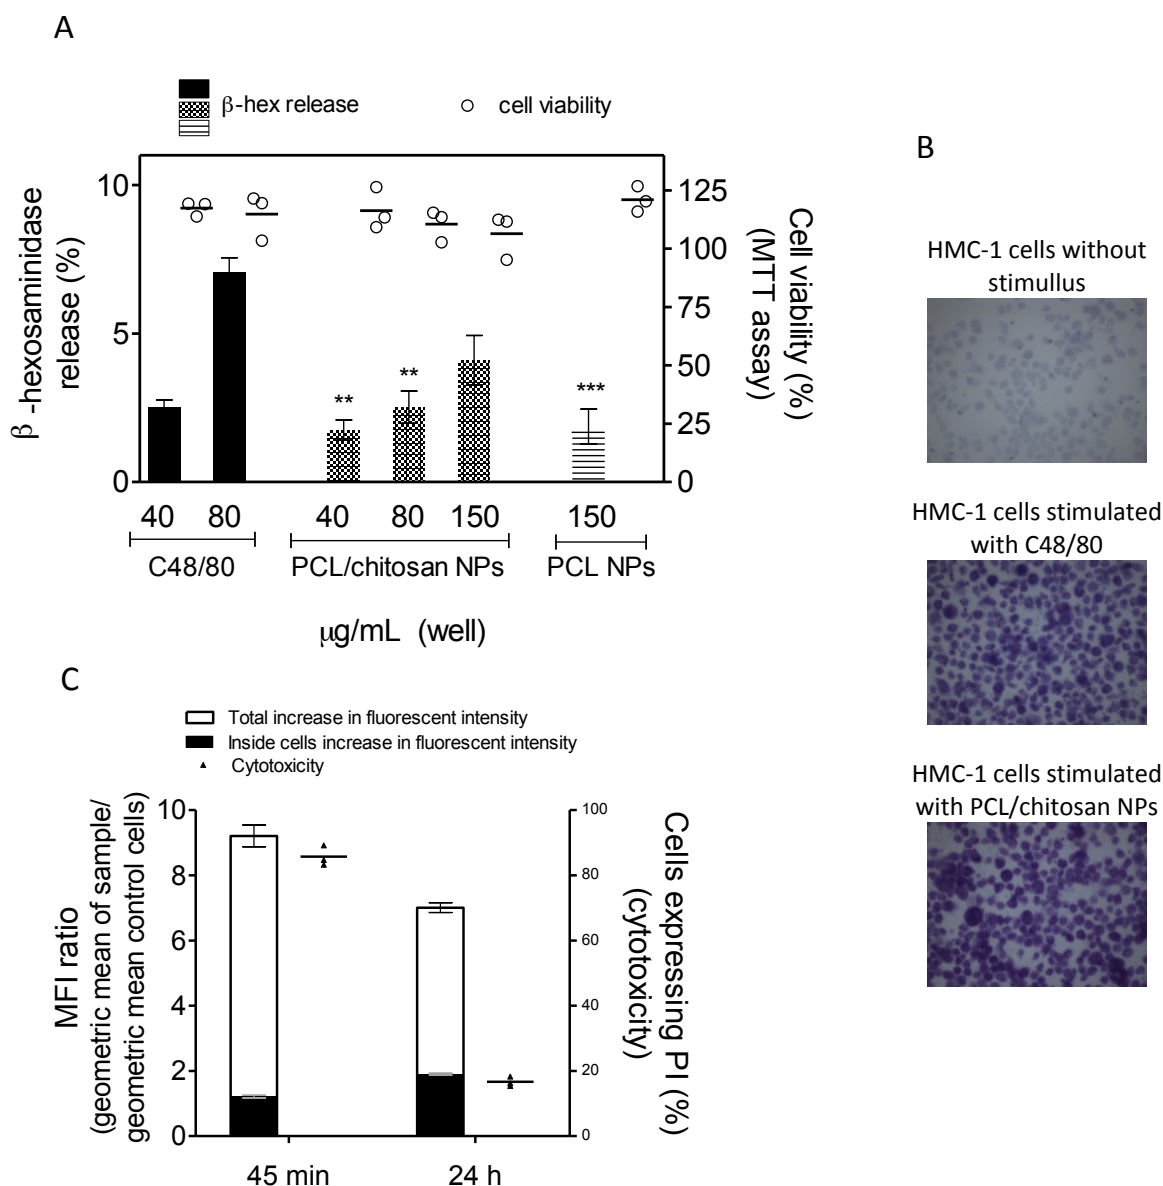 A
β-hex release
cell viability
β -hexosaminidase
release (%)
10
5
0
125
100
75
50
25
0
Cell viability (%)
(MTT assay)
**
**
***
40
80
40
80
150
150
C48/80
PCL/chitosan NPs
PCL NPs
μg/mL (well)
B
HMC-1 cells without
stimullus
HMC-1 cells stimulated
with C48/80
HMC-1 cells stimulated
with PCL/chitosan NPs
C
Total increase in fluorescent intensity
Inside cells increase in fluorescent intensity
Cytotoxicity
MFI ratio
(geometric mean of sample/
geometric mean control cells)
10
8
6
4
2
0
100
80
60
40
20
0
Cells expressing PI (%)
(cytotoxicity)
45 min
24 h